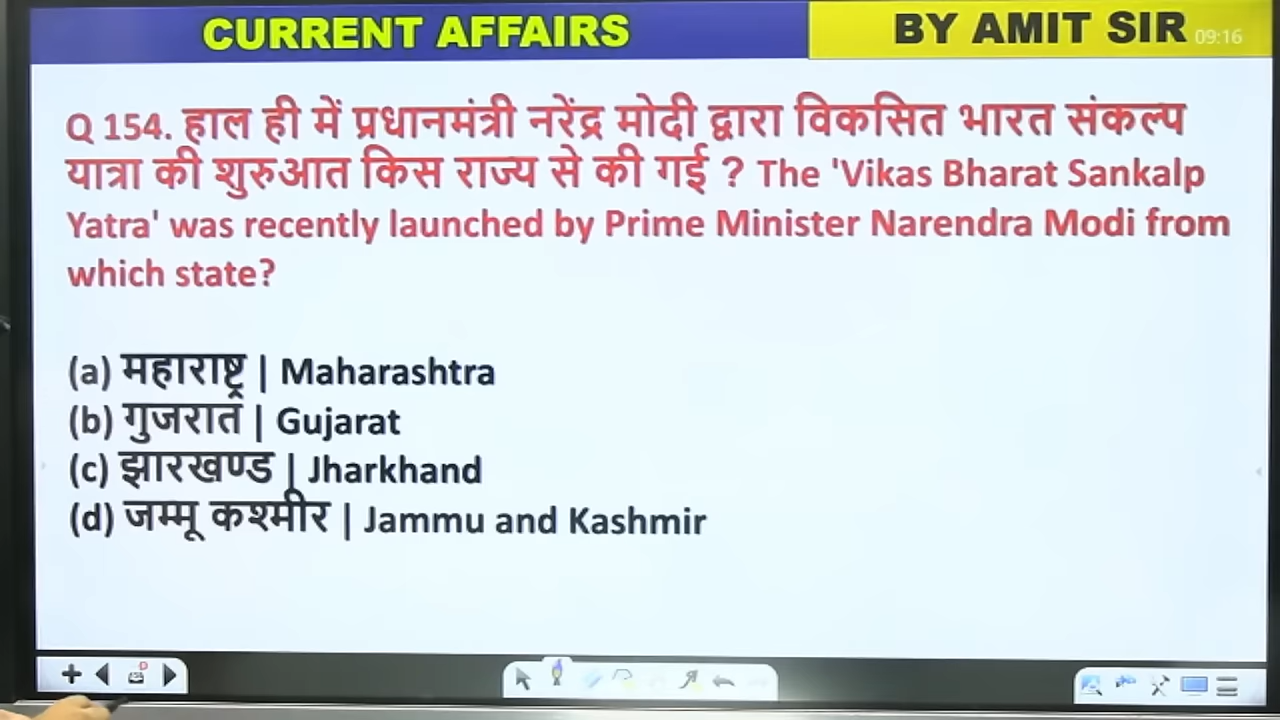 CURRENT AFFAIRS
BY AMIT SIR
09:16
Q 154. हाल ही में प्रधानमंत्री नरेंद्र मोदी द्वारा विकसित भारत संकल्प
यात्रा की शुरुआत किस राज्य से की गई ? The 'Vikas Bharat Sankalp
Yatra' was recently launched by Prime Minister Narendra Modi from
which state?
(a) महाराष्ट्र | Maharashtra
(b) गुजरात | Gujarat
(c) झारखण्ड | Jharkhand
(d) जम्मू कश्मीर | Jammu and Kashmir